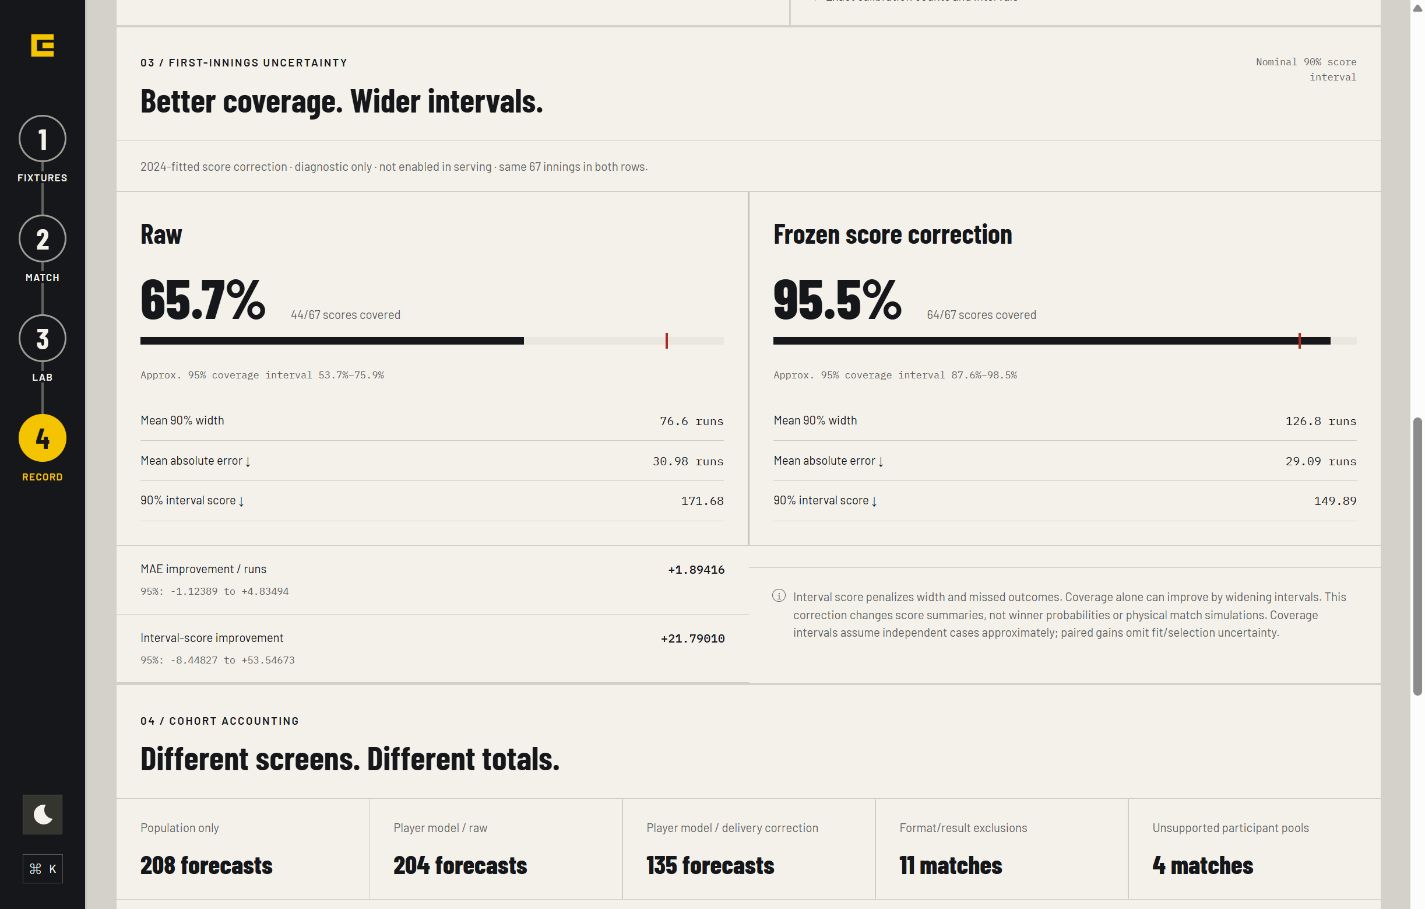 03 / FIRST-INNINGS UNCERTAINTY
Better coverage. Wider intervals.
Nominal 90% score
interval
2024-fitted score correction · diagnostic only · not enabled in serving · same 67 innings in both rows.
Raw
65.7% 44/67 scores covered
Approx. 95% coverage interval 53.7%–75.9%
Mean 90% width 76.6 runs
Mean absolute error ↓ 30.98 runs
90% interval score ↓ 171.68
Frozen score correction
95.5% 64/67 scores covered
Approx. 95% coverage interval 87.6%–98.5%
Mean 90% width 126.8 runs
Mean absolute error ↓ 29.09 runs
90% interval score ↓ 149.89
MAE improvement / runs +1.89416
95%: -1.12389 to +4.83494
Interval-score improvement +21.79010
95%: -8.44827 to +53.54673
Interval score penalizes width and missed outcomes. Coverage alone can improve by widening intervals. This
correction changes score summaries, not winner probabilities or physical match simulations. Coverage
intervals assume independent cases approximately; paired gains omit fit/selection uncertainty.
04 / COHORT ACCOUNTING
Different screens. Different totals.
Population only
208 forecasts
Player model / raw
204 forecasts
Player model / delivery correction
135 forecasts
Format/result exclusions
11 matches
Unsupported participant pools
4 matches
1
FIXTURES
2
MATCH
3
LAB
4
RECORD
⌘ K